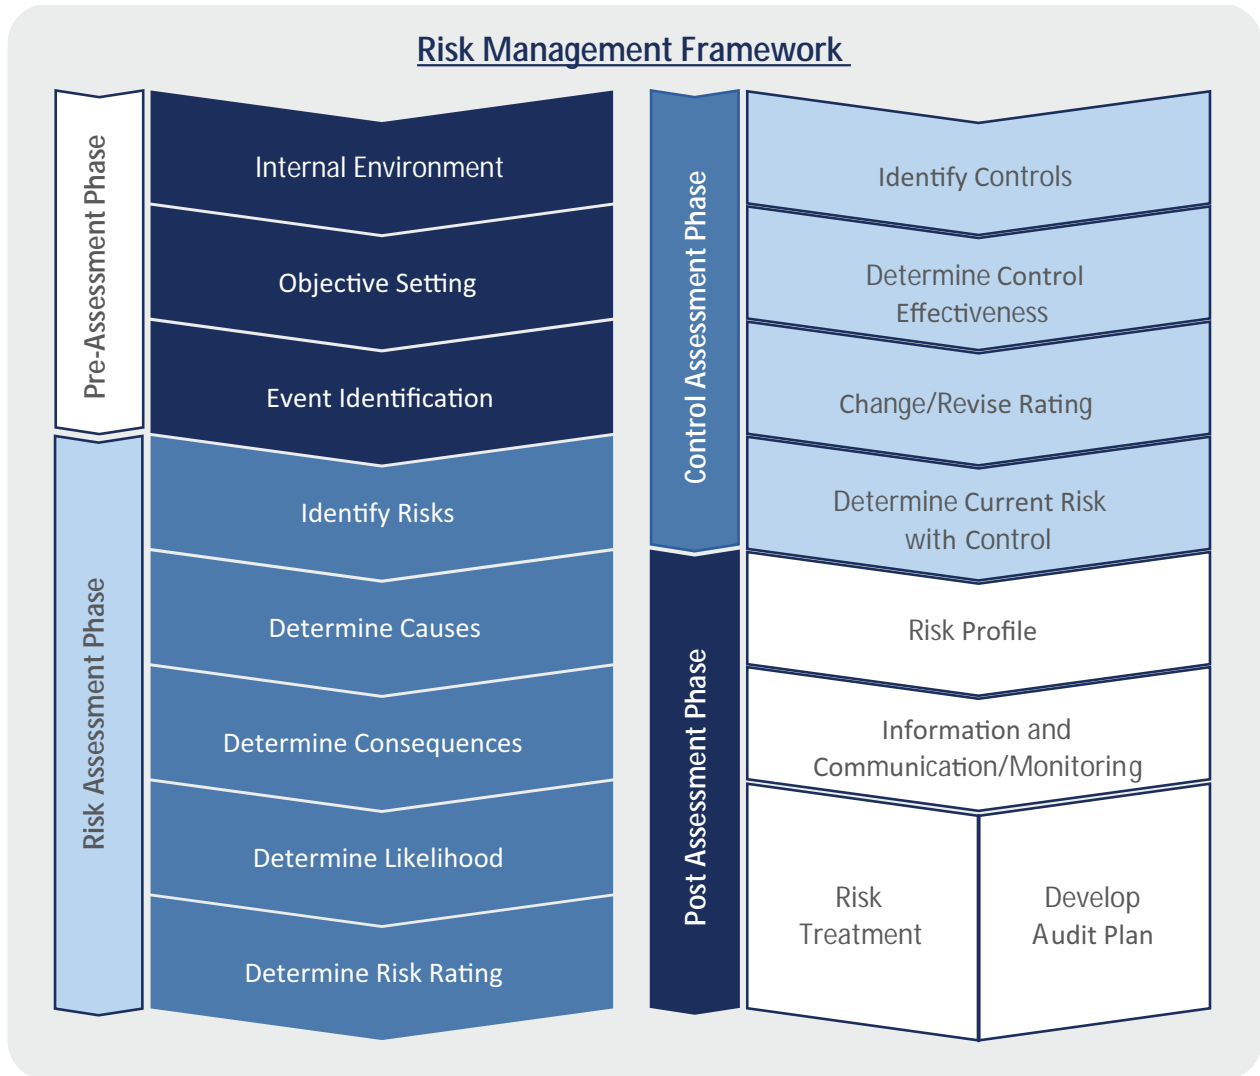 Risk Management Framework
Pre-Assessment Phase
Internal Environment
Objective Setting
Event Identification
Risk Assessment Phase
Identify Risks
Determine Causes
Determine Consequences
Determine Likelihood
Determine Risk Rating
Control Assessment Phase
Identify Controls
Determine Control
Effectiveness
Change/Revise Rating
Determine Current Risk
with Control
Post Assessment Phase
Risk Profile
Information and
Communication/Monitoring
Risk
Treatment
Develop
Audit Plan